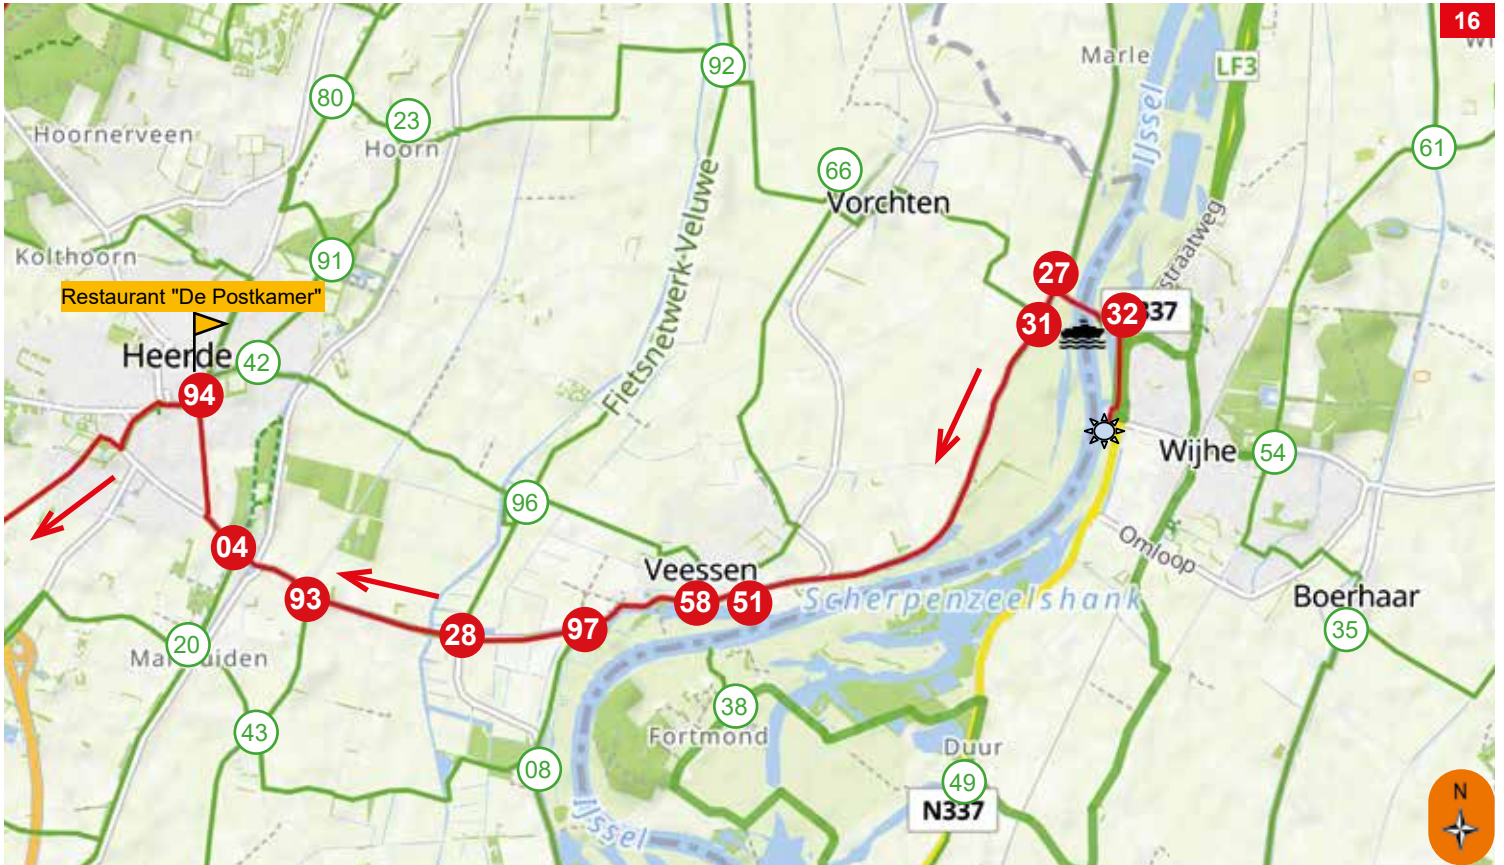 16
Marle
LF3
IJssel
92
80
23
Hoornerveen
Hoorn
61
66
Vorchten
Fietsnetwerk-Veluwe
straatweg
Kolthoorn
91
27
Restaurant "De Postkamer"
31
32
337
Heerde
42
94
Wijhe
54
96
Omloop
04
Veessen
93
58
51
Scherpenzeelshank
Boerhaar
28
97
35
20
43
38
Fortmond
Duur
08
49
N337
IJssel
N